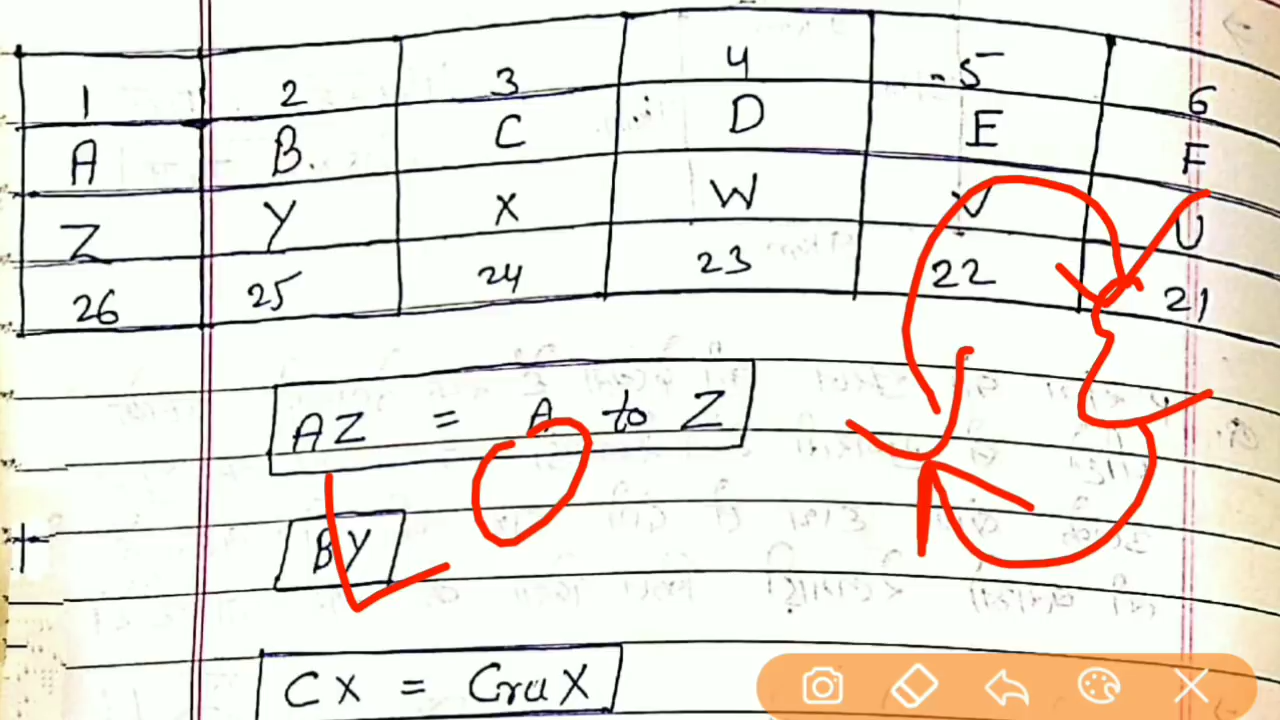 1 2 3 4 5 6
A B C D E F
Z Y X W V U
26 25 24 23 22 21
AZ = A to Z
BY
CX = CruX